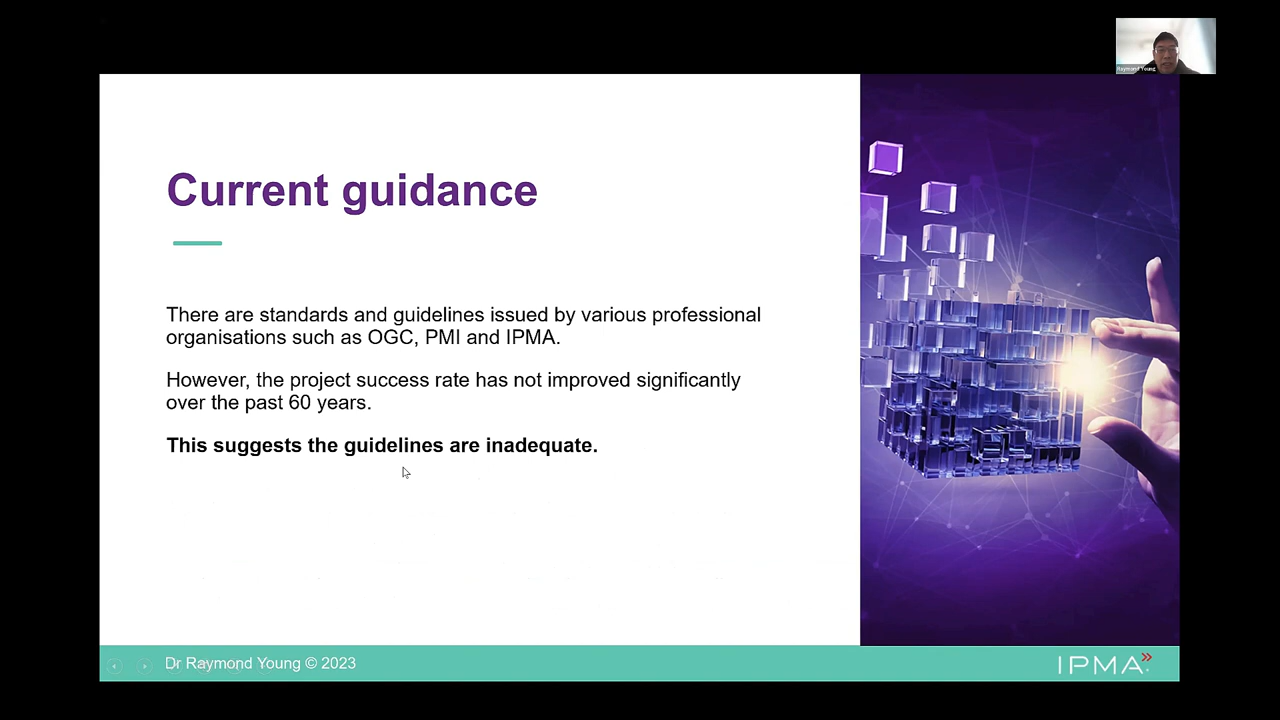 Raymond Young
Current guidance
There are standards and guidelines issued by various professional
organisations such as OGC, PMI and IPMA.
However, the project success rate has not improved significantly
over the past 60 years.
This suggests the guidelines are inadequate.
Dr Raymond Young © 2023
IPMA